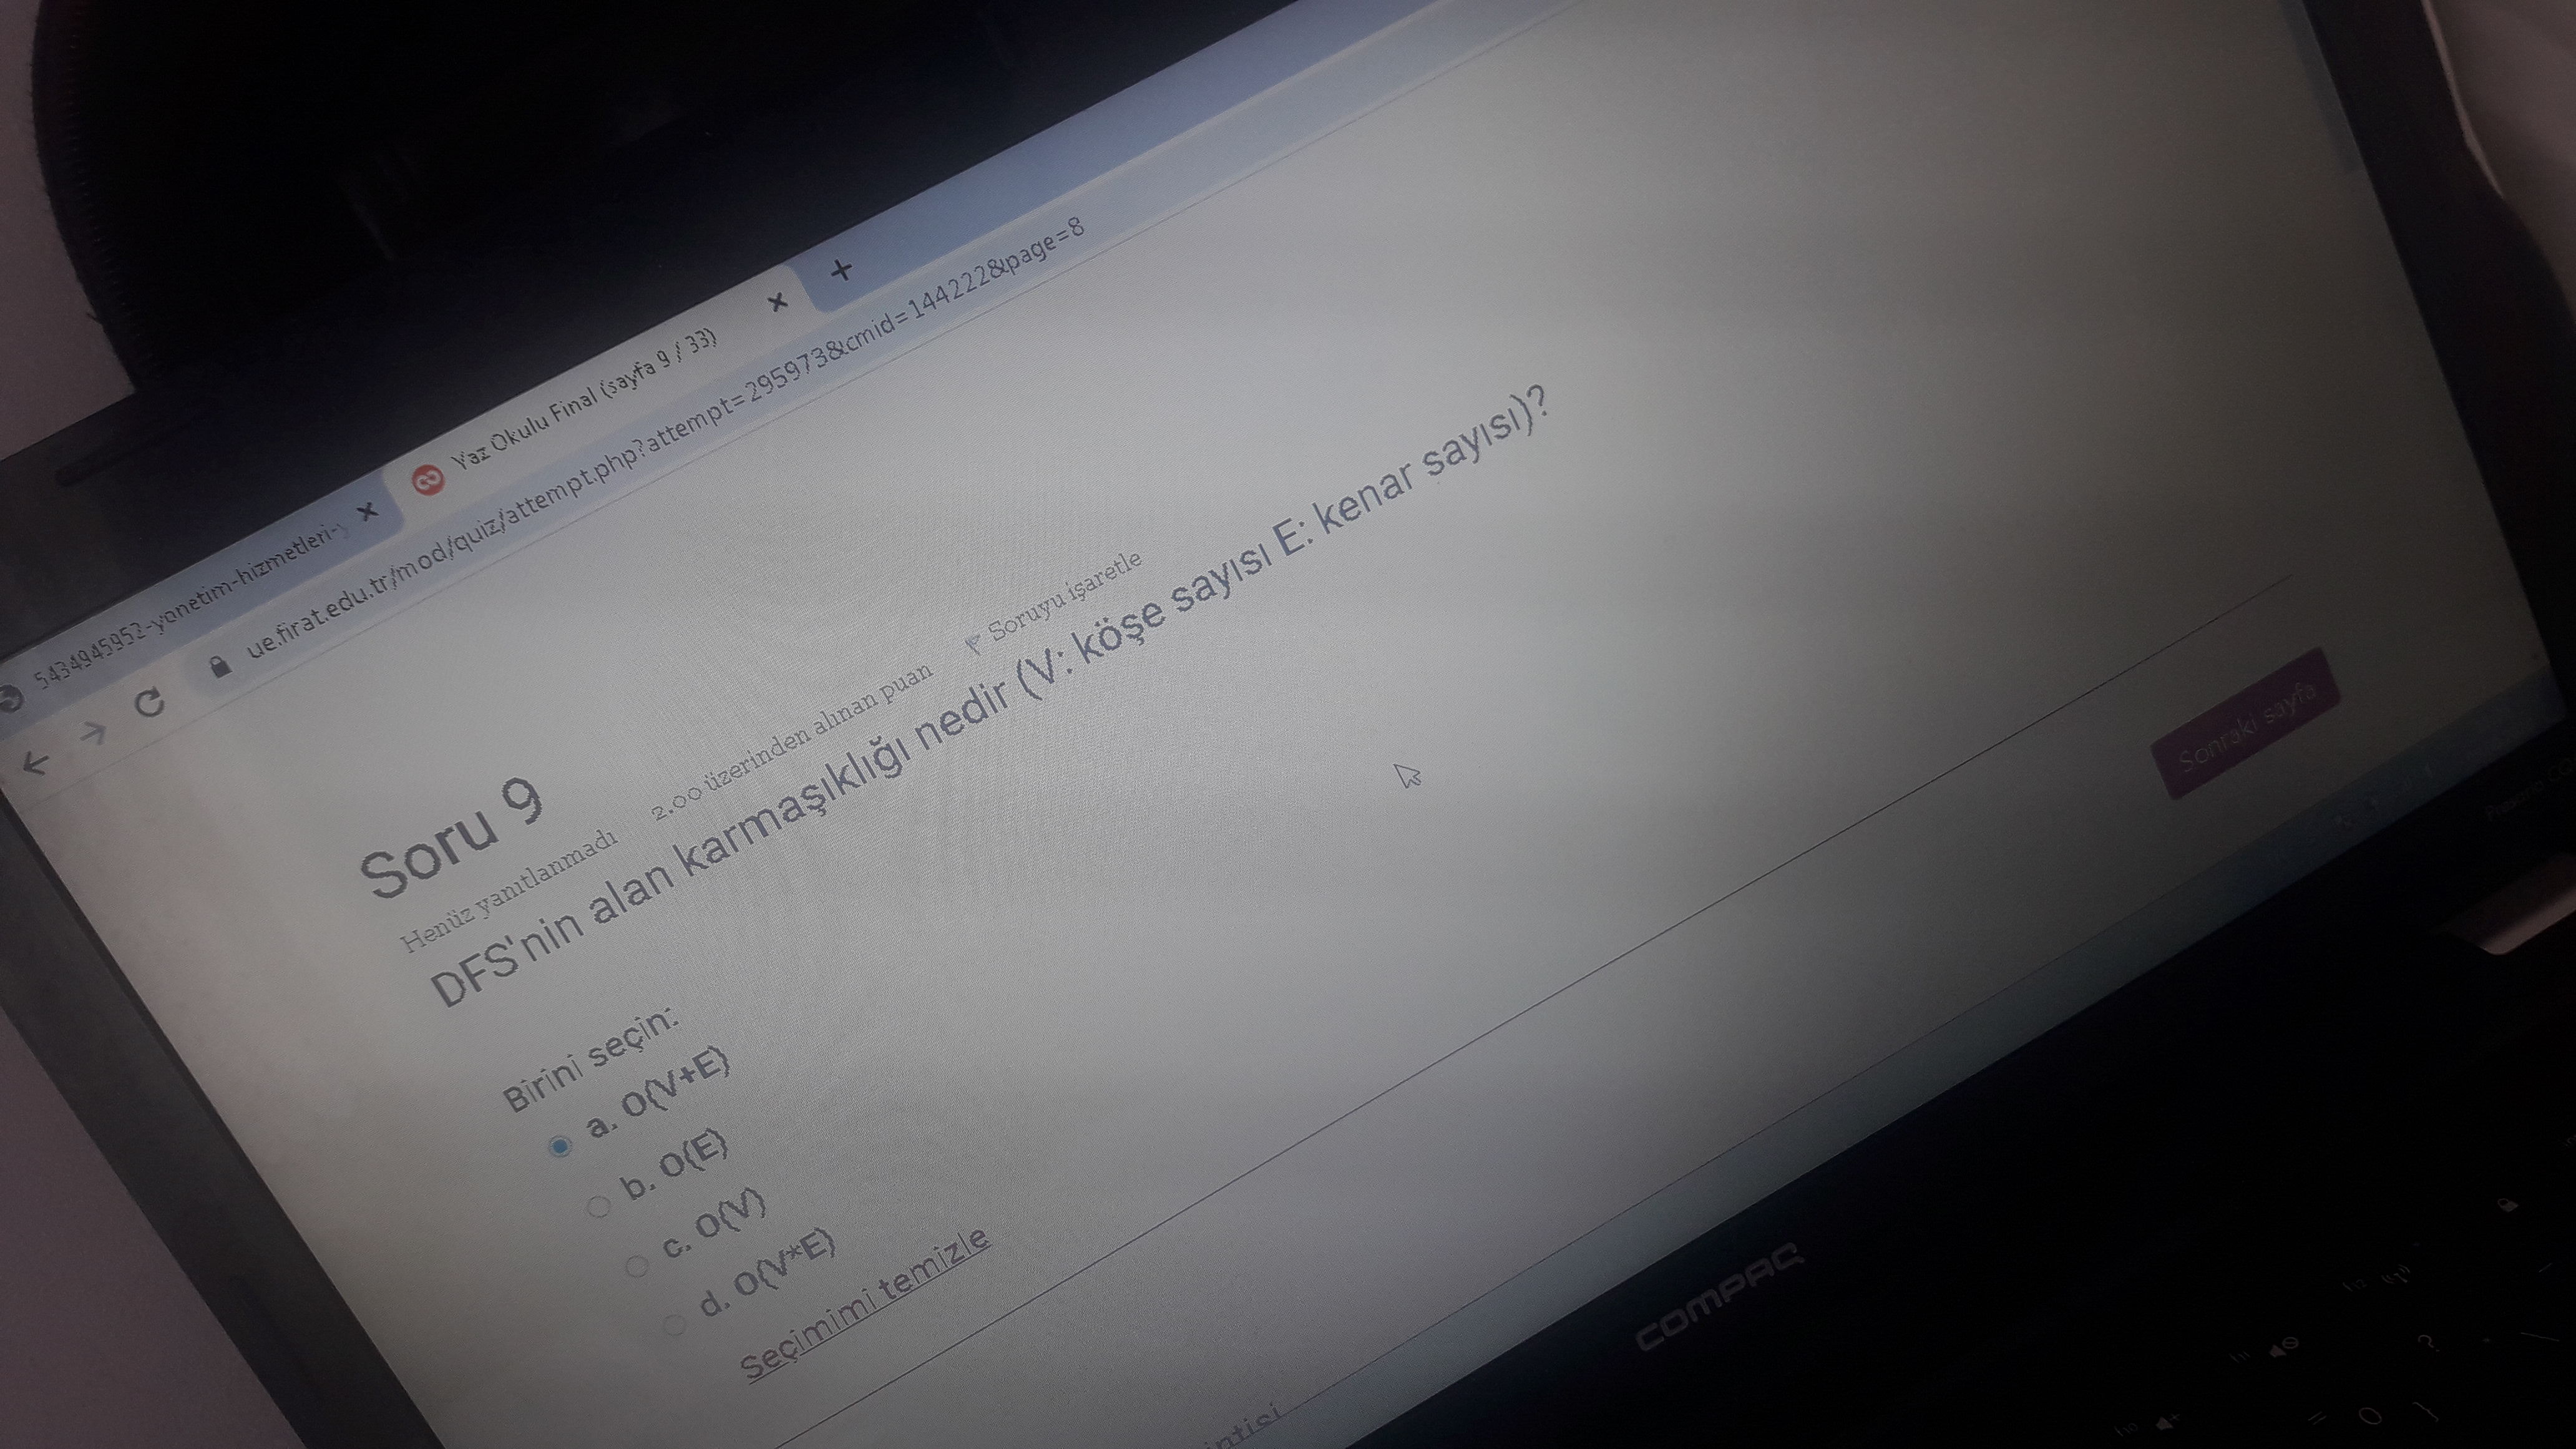 5434945952-yonetim-hizmetleri-
Yaz Okulu Final (sayfa 9 / 33)
ue.firat.edu.tr/mod/quiz/attempt.php?attempt=295973&cmid=144222&page=8
Soru 9
Henüz yanıtlanmadı 2,00 üzerinden alınan puan Soruyu işaretle
DFS'nin alan karmaşıklığı nedir (V: köşe sayısı E: kenar sayısı)?
Birini seçin:
a. O(V+E)
b. O(E)
c. O(V)
d. O(V*E)
Seçimimi temizle
Sonraki sayfa
COMPAQ